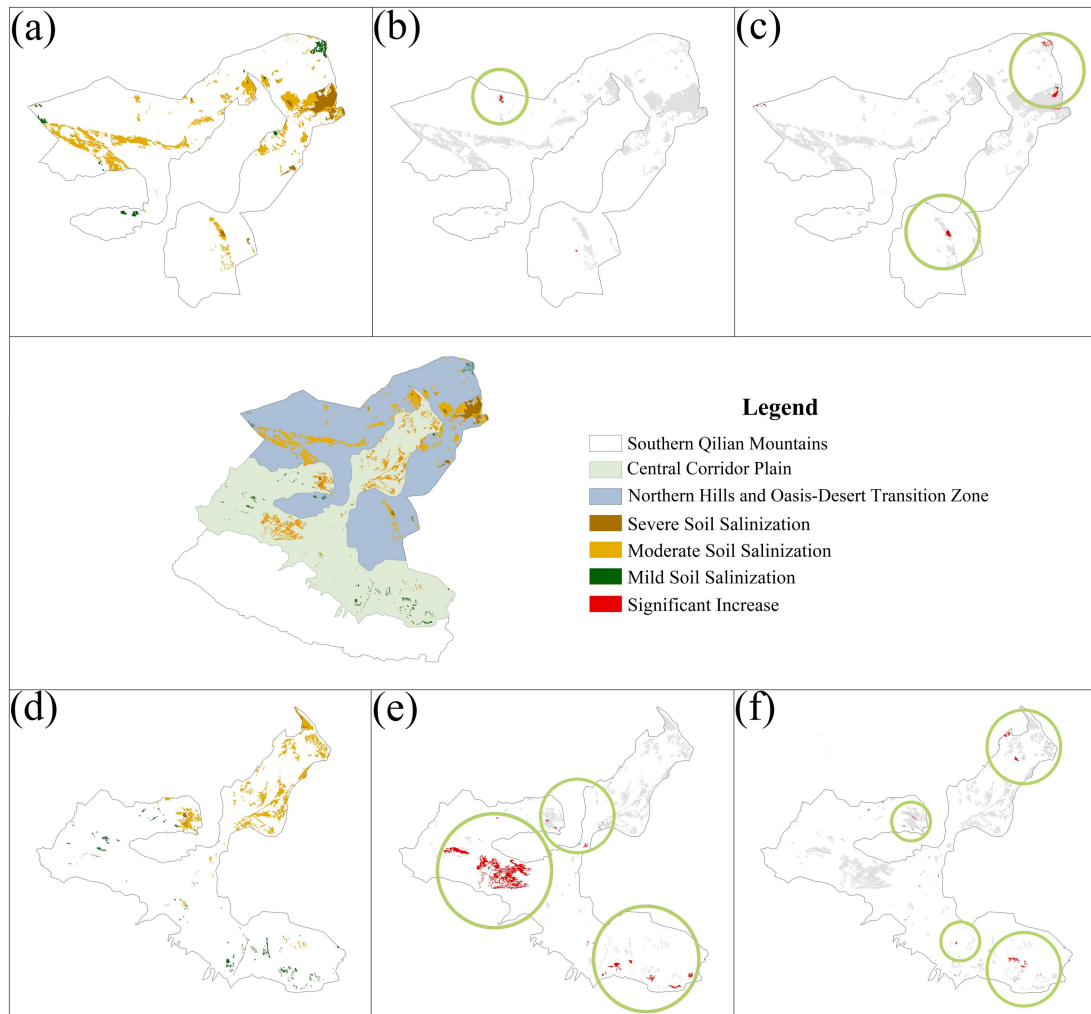 (a)
(b)
(c)
Legend
Southern Qilian Mountains
Central Corridor Plain
Northern Hills and Oasis-Desert Transition Zone
Severe Soil Salinization
Moderate Soil Salinization
Mild Soil Salinization
Significant Increase
(d)
(e)
(f)